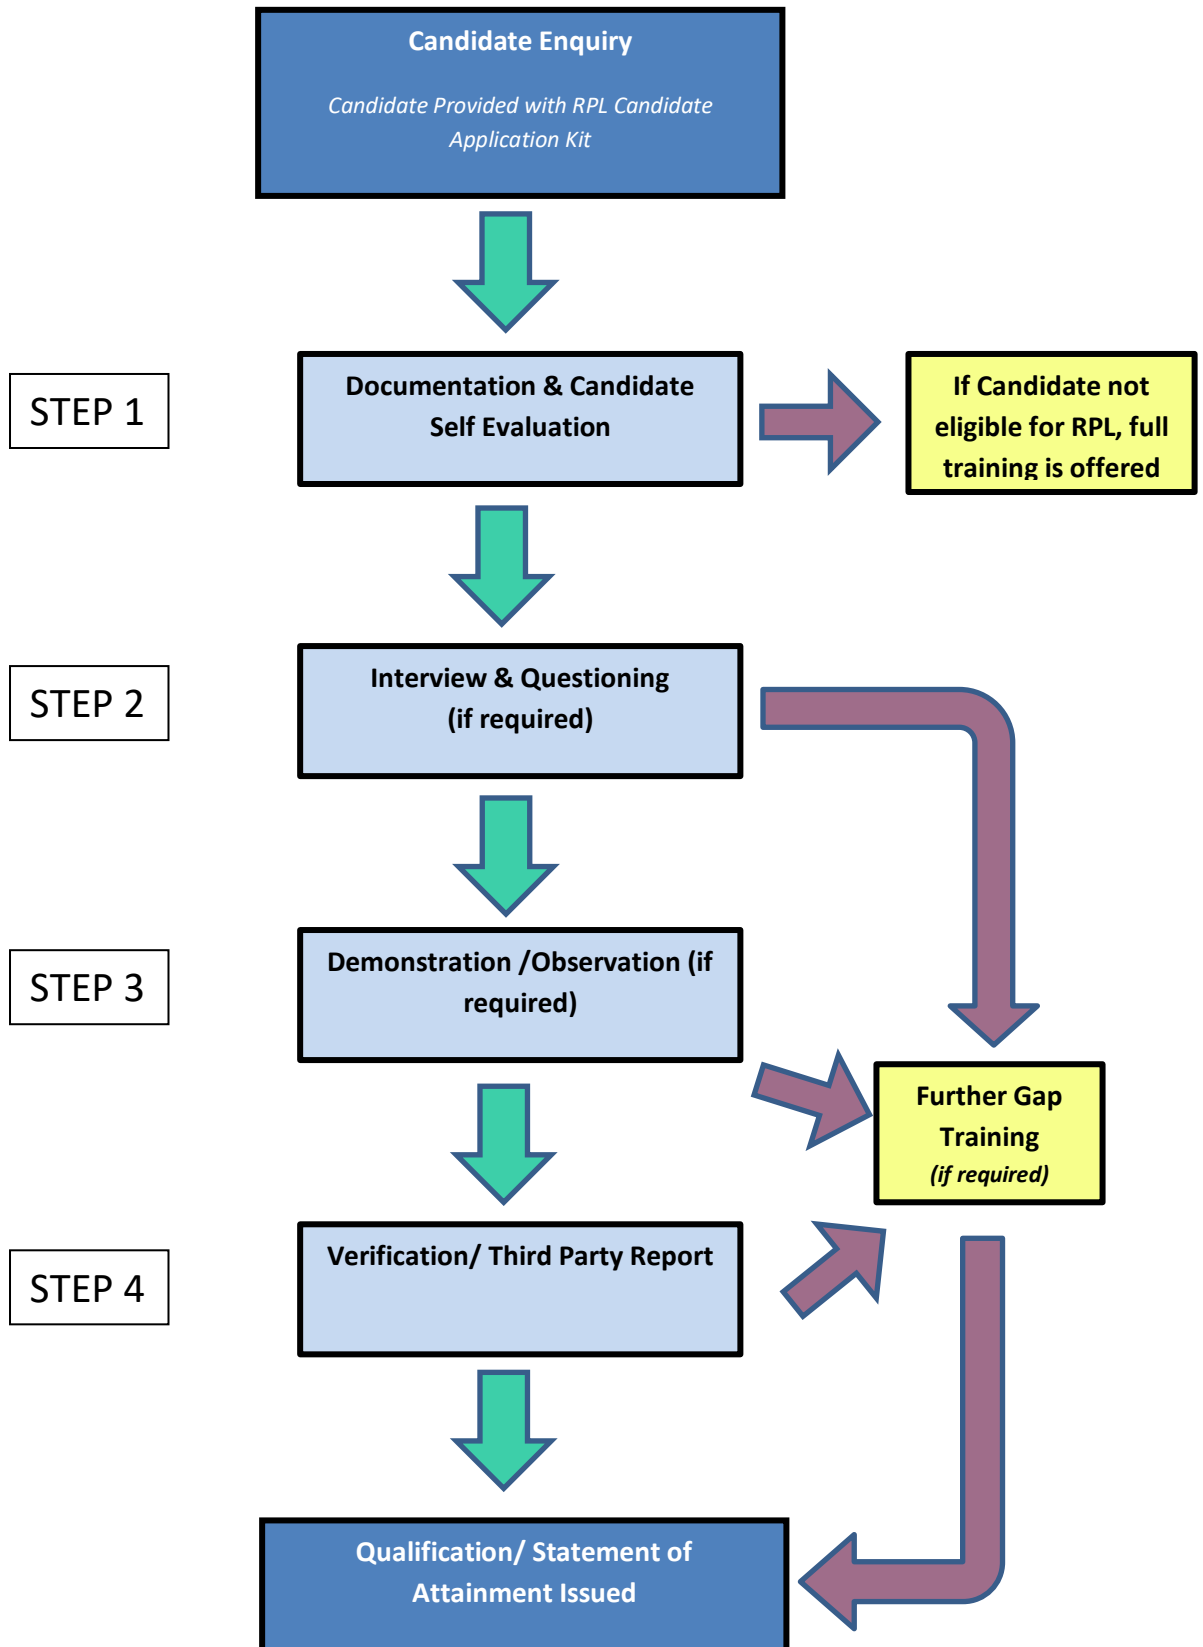 Candidate Enquiry
Candidate Provided with RPL Candidate
Application Kit
STEP 1
Documentation & Candidate
Self Evaluation
If Candidate not
eligible for RPL, full
training is offered
STEP 2
Interview & Questioning
(if required)
STEP 3
Demonstration /Observation (if
required)
Further Gap
Training
(if required)
STEP 4
Verification/ Third Party Report
Qualification/ Statement of
Attainment Issued